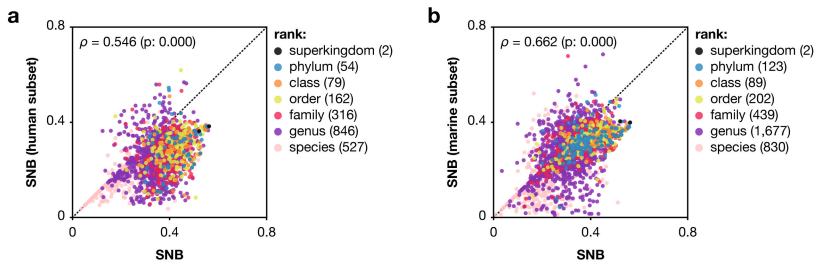 a
ρ = 0.546 (p: 0.000)
SNB (human subset)
0.8
0.4
0
0
0.4
0.8
SNB
rank:
superkingdom (2)
phylum (54)
class (79)
order (162)
family (316)
genus (846)
species (527)
b
ρ = 0.662 (p: 0.000)
SNB (marine subset)
0.8
0.4
0
0
0.4
0.8
SNB
rank:
superkingdom (2)
phylum (123)
class (89)
order (202)
family (439)
genus (1,677)
species (830)